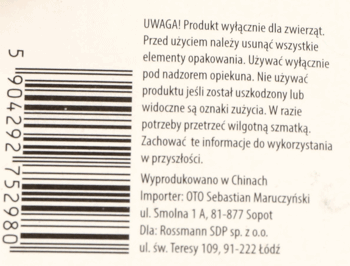 UWAGA! Produkt wyłącznie dla zwierząt.
Przed użyciem należy usunąć wszystkie
elementy opakowania. Używać wyłącznie
pod nadzorem opiekuna. Nie używać
produktu jeśli został uszkodzony lub
widoczne są oznaki zużycia. W razie
potrzeby przetrzeć wilgotną szmatką.
Zachować te informacje do wykorzystania
w przyszłości.
Wyprodukowano w Chinach
Importer: OTO Sebastian Maruczyński
ul. Smolna 1 A, 81-877 Sopot
Dla: Rossmann SDP sp. z o.o.
ul. św. Teresy 109, 91-222 Łódź
5 904292 752980